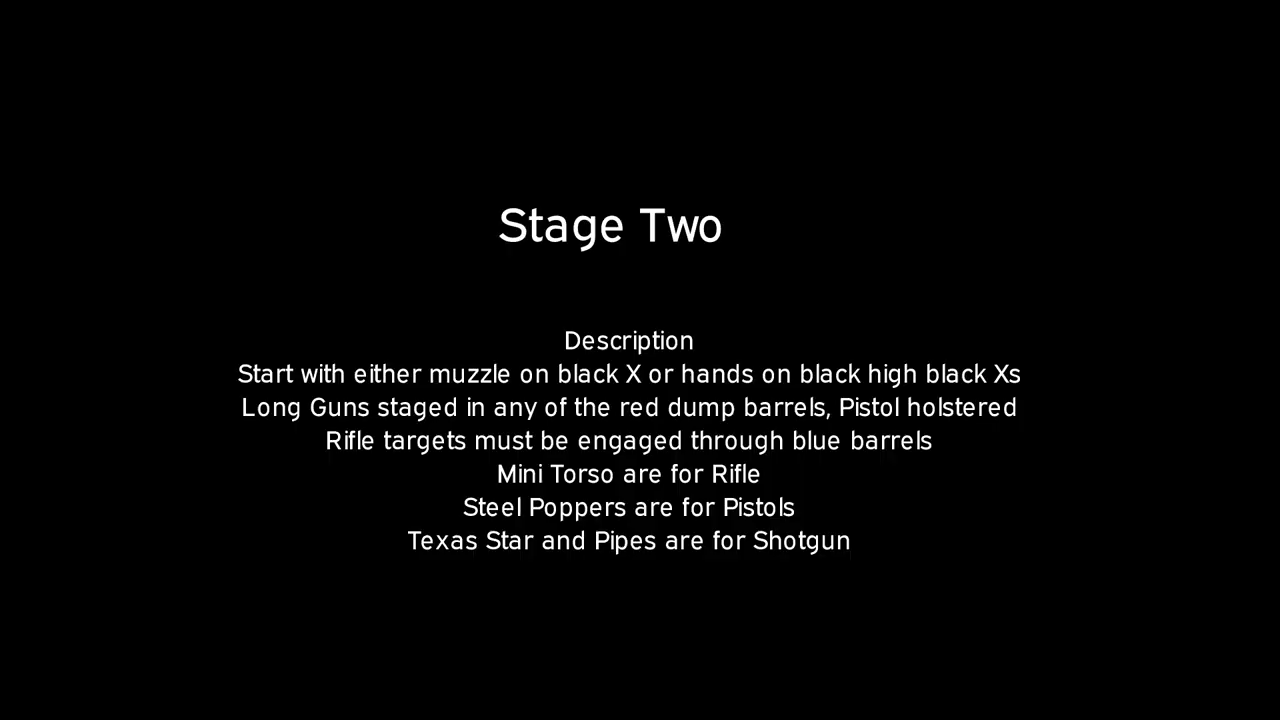 Stage Two
Description
Start with either muzzle on black X or hands on black high black Xs
Long Guns staged in any of the red dump barrels, Pistol holstered
Rifle targets must be engaged through blue barrels
Mini Torso are for Rifle
Steel Poppers are for Pistols
Texas Star and Pipes are for Shotgun